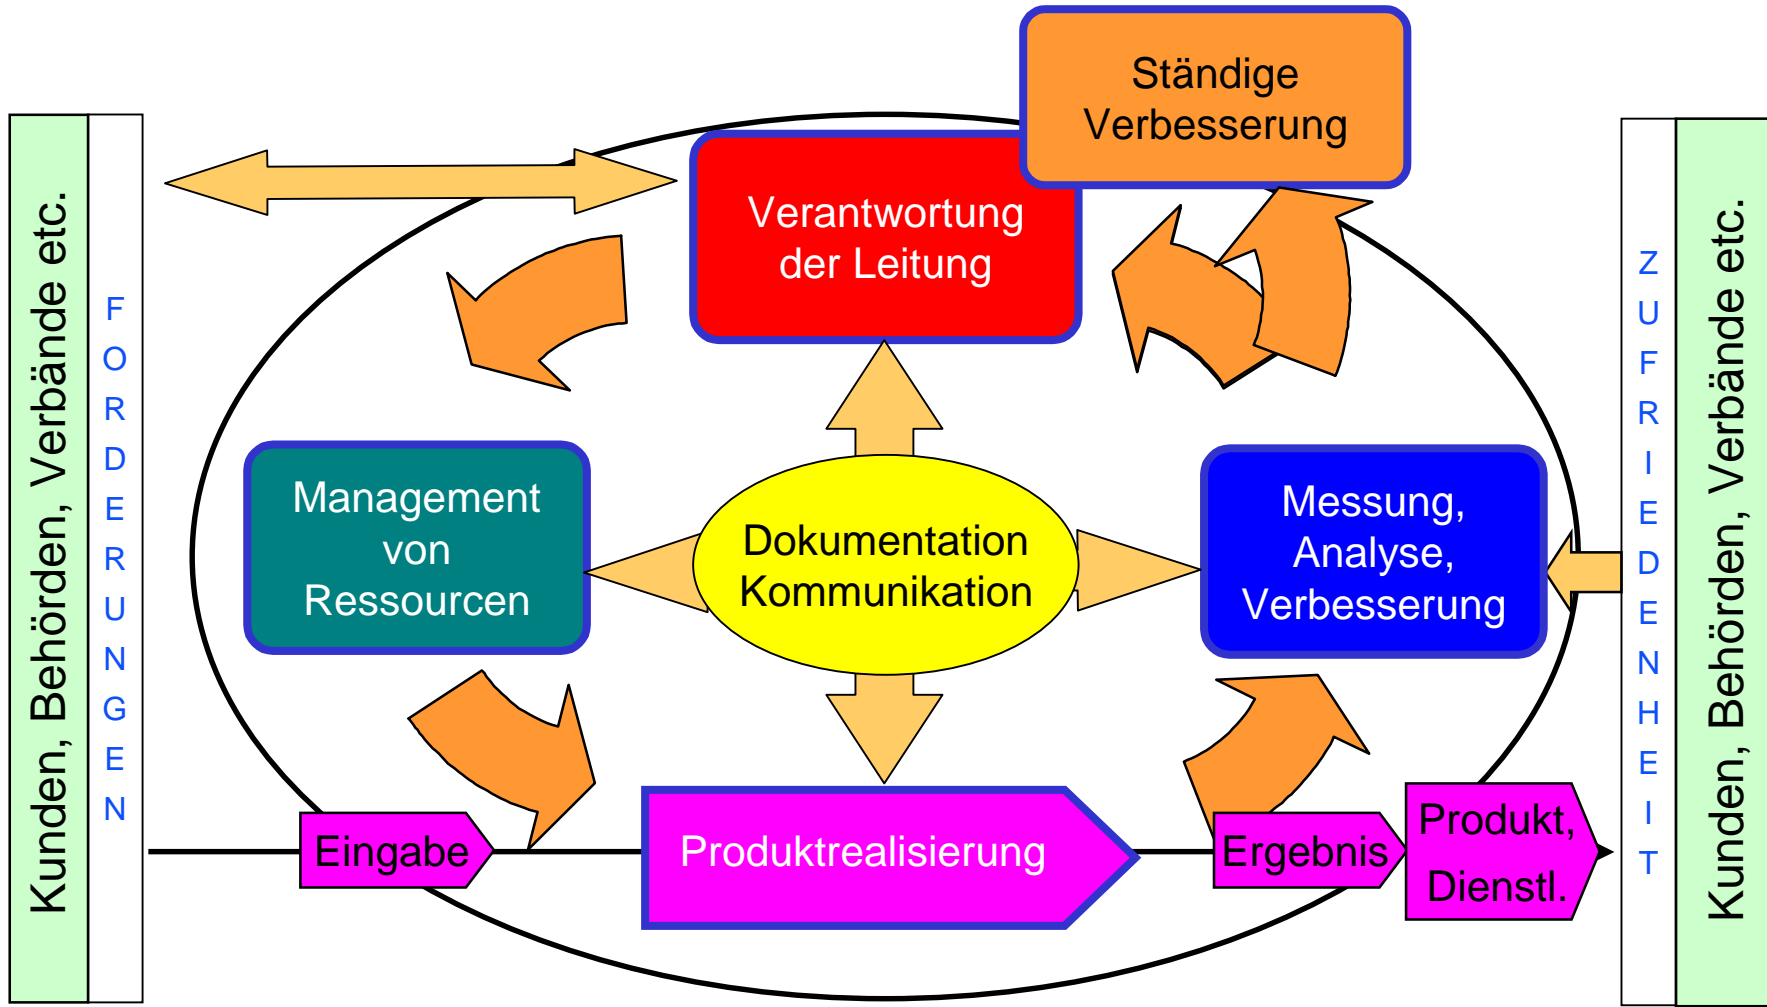 Kunden, Behörden, Verbände etc.
FORDERUNGEN
Ständige
Verbesserung
Verantwortung
der Leitung
Management
von
Ressourcen
Dokumentation
Kommunikation
Messung,
Analyse,
Verbesserung
Eingabe
Produktrealisierung
Ergebnis
Produkt,
Dienstl.
ZUFRIEDENHEIT
Kunden, Behörden, Verbände etc.